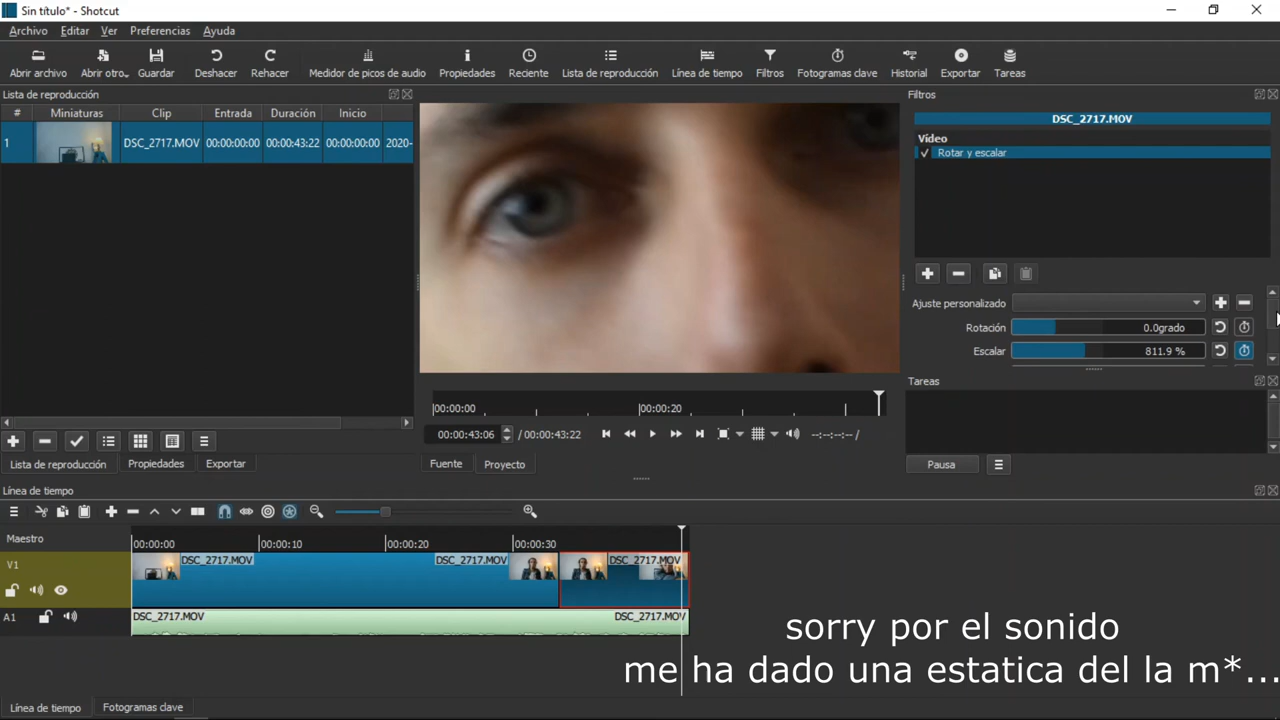 Sin título* - Shotcut
Archivo Editar Ver Preferencias Ayuda
Abrir archivo Abrir otro.. Guardar Deshacer Rehacer Medidor de picos de audio Propiedades Reciente Lista de reproducción Línea de tiempo Filtros Fotogramas clave Historial Exportar Tareas
Lista de reproducción
# Miniaturas Clip Entrada Duración Inicio
1 DSC_2717.MOV 00:00:00:00 00:00:43:22 00:00:00:00 2020-
Lista de reproducción Propiedades Exportar
00:00:00 00:00:20
00:00:43:06 / 00:00:43:22 --:--:--:-- /
Fuente Proyecto
Filtros
DSC_2717.MOV
Vídeo
✓ Rotar y escalar
Ajuste personalizado
Rotación 0.0grado
Escalar 811.9 %
Tareas
Pausa
Línea de tiempo
Maestro 00:00:00 00:00:10 00:00:20 00:00:30
V1 DSC_2717.MOV DSC_2717.MOV DSC_2717.MOV
A1 DSC_2717.MOV DSC_2717.MOV
sorry por el sonido
me ha dado una estatica del la m*...
Línea de tiempo Fotogramas clave